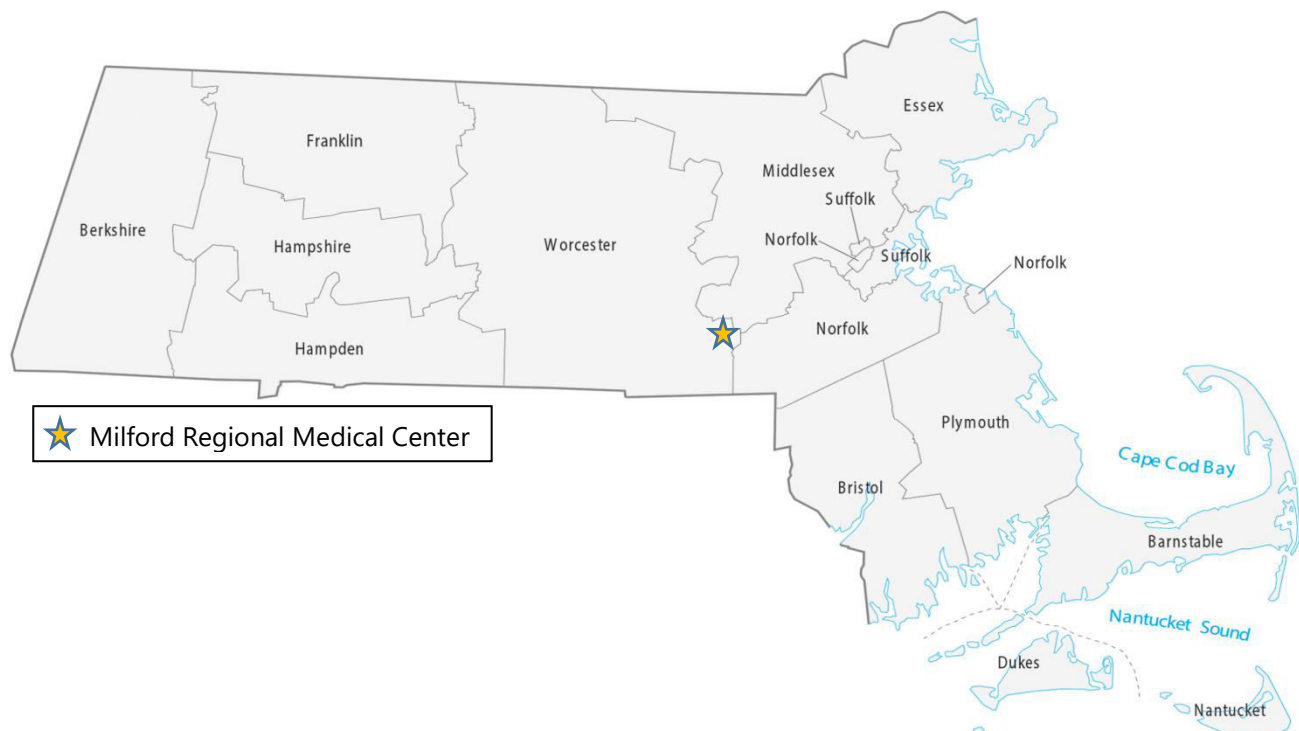 Essex
Franklin
Middlesex
Suffolk
Berkshire
Hampshire
Worcester
Norfolk
Suffolk
Norfolk
Norfolk
Hampden
Milford Regional Medical Center
Plymouth
Cape Cod Bay
Bristol
Barnstable
Nantucket Sound
Dukes
Nantucket